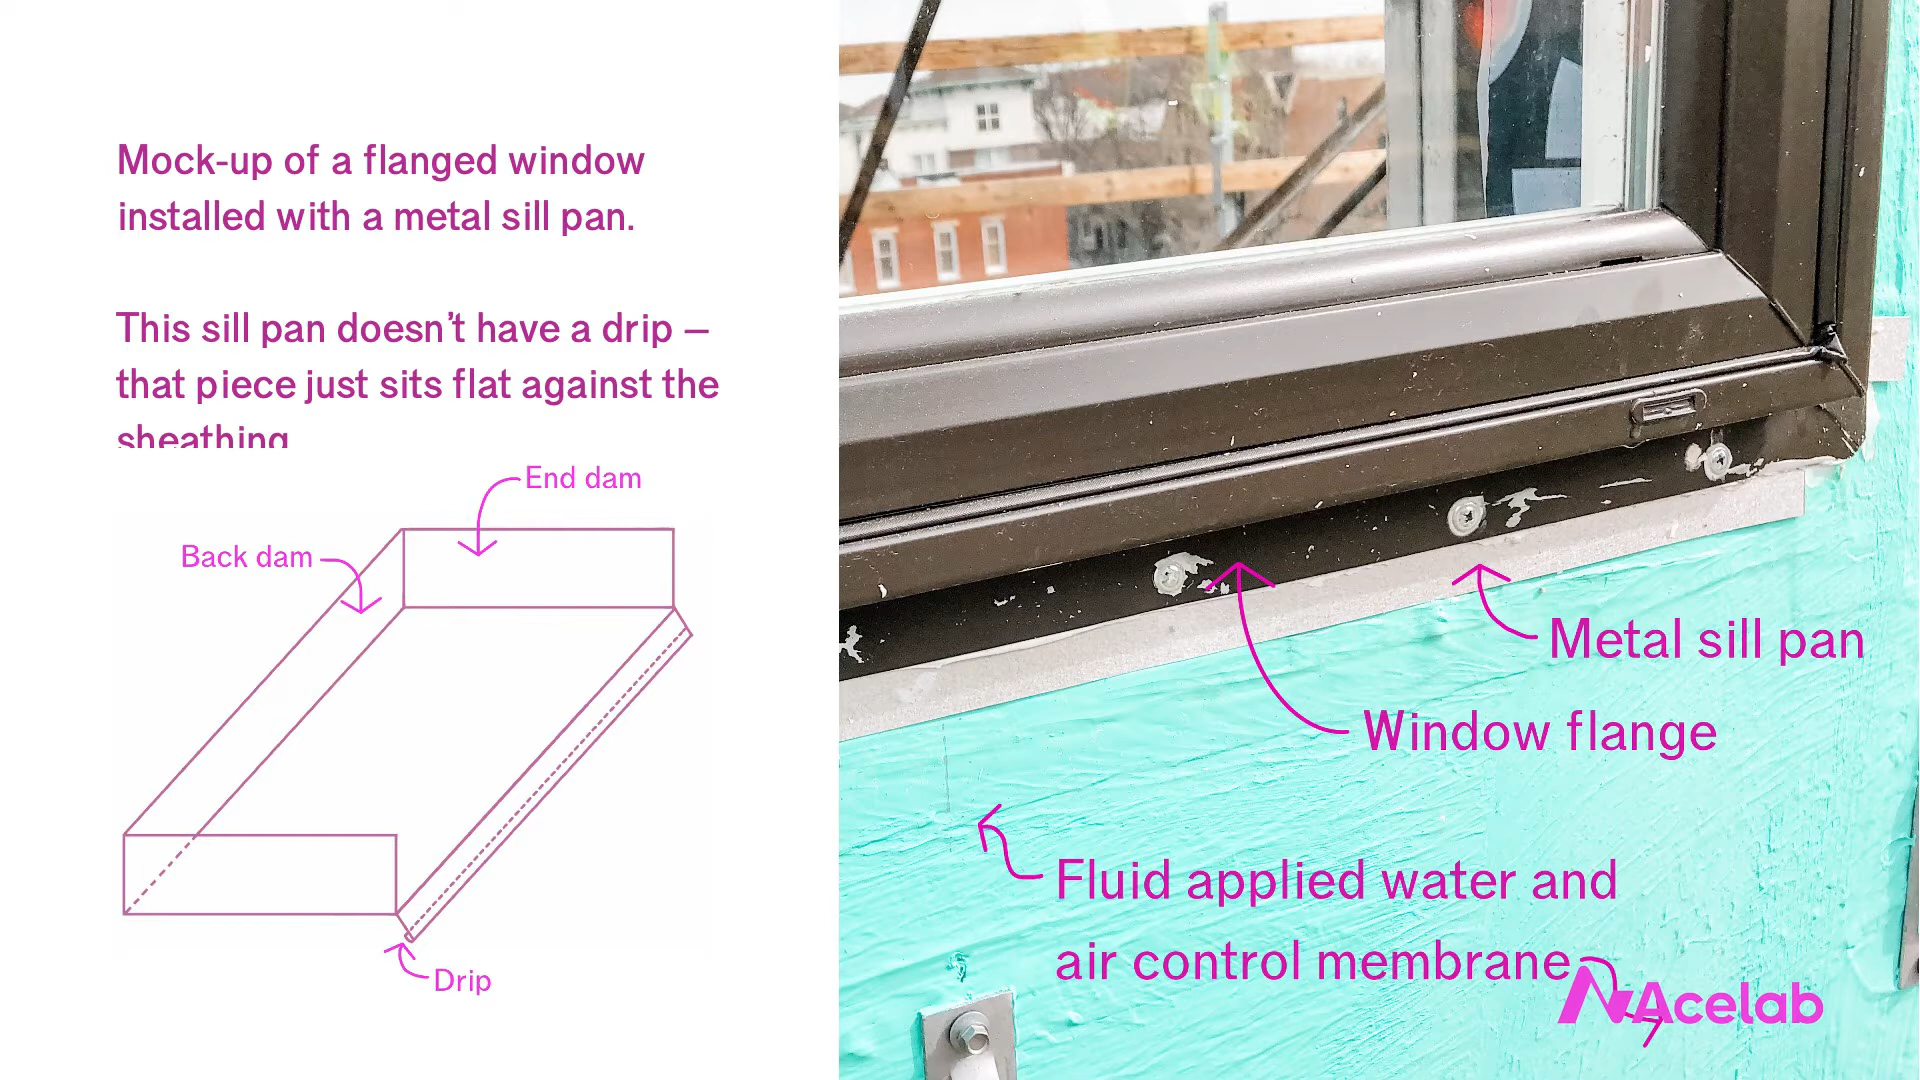 Mock-up of a flanged window
installed with a metal sill pan.
This sill pan doesn't have a drip –
that piece just sits flat against the
sheathing
End dam
Back dam
Drip
Metal sill pan
Window flange
Fluid applied water and
air control membrane
Acelab